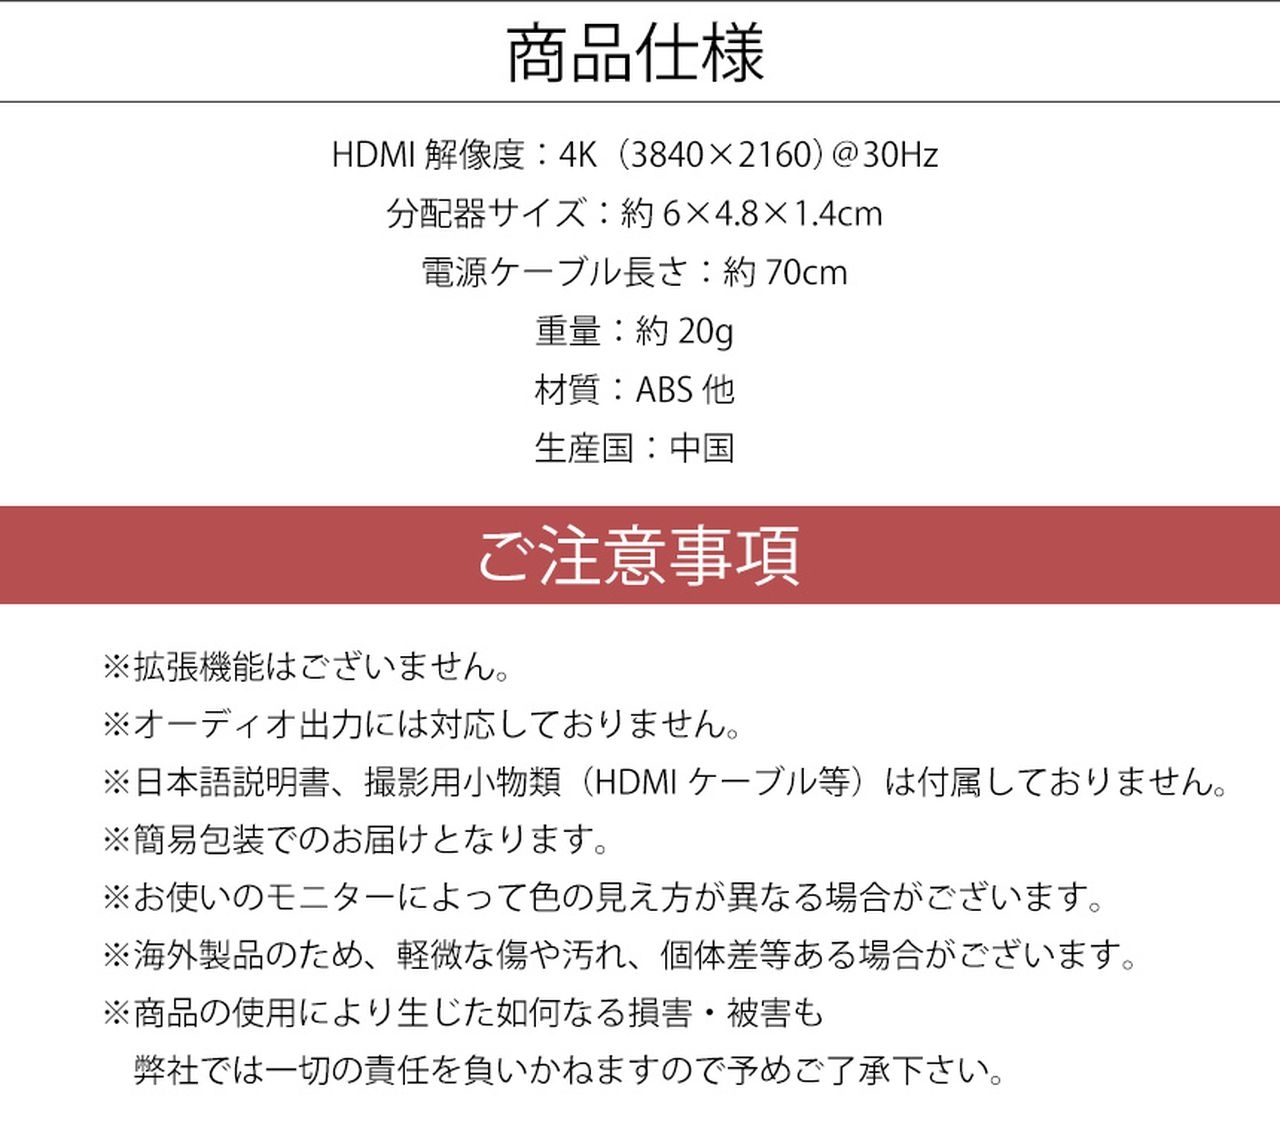 商品仕様
HDMI 解像度：4K（3840×2160）@30Hz
分配器サイズ：約 6×4.8×1.4cm
電源ケーブル長さ：約 70cm
重量：約 20g
材質：ABS 他
生産国：中国
ご注意事項
※拡張機能はございません。
※オーディオ出力には対応しておりません。
※日本語説明書、撮影用小物類（HDMI ケーブル等）は付属しておりません。
※簡易包装でのお届けとなります。
※お使いのモニターによって色の見え方が異なる場合がございます。
※海外製品のため、軽微な傷や汚れ、個体差等ある場合がございます。
※商品の使用により生じた如何なる損害・被害も
弊社では一切の責任を負いかねますので予めご了承下さい。